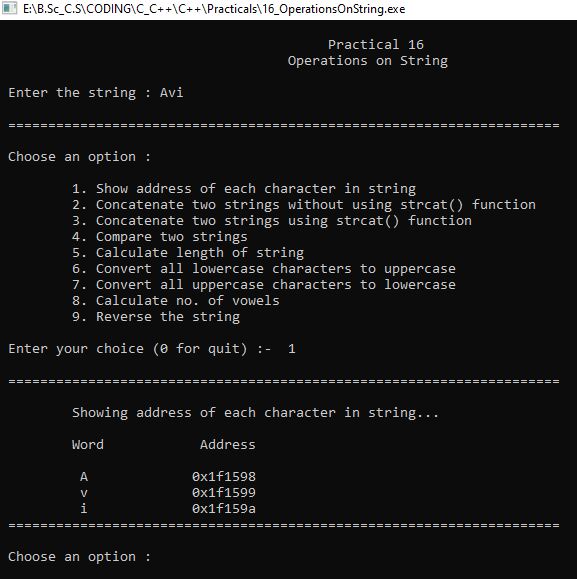 E:\B.Sc_C.S\CODING\C_C++\C++\Practicals\16_OperationsOnString.exe
Practical 16
Operations on String
Enter the string : Avi
=====================================================================
Choose an option :
1. Show address of each character in string
2. Concatenate two strings without using strcat() function
3. Concatenate two strings using strcat() function
4. Compare two strings
5. Calculate length of string
6. Convert all lowercase characters to uppercase
7. Convert all uppercase characters to lowercase
8. Calculate no. of vowels
9. Reverse the string
Enter your choice (0 for quit) :-  1
=====================================================================
Showing address of each character in string...
Word Address
A 0x1f1598
v 0x1f1599
i 0x1f159a
=====================================================================
Choose an option :